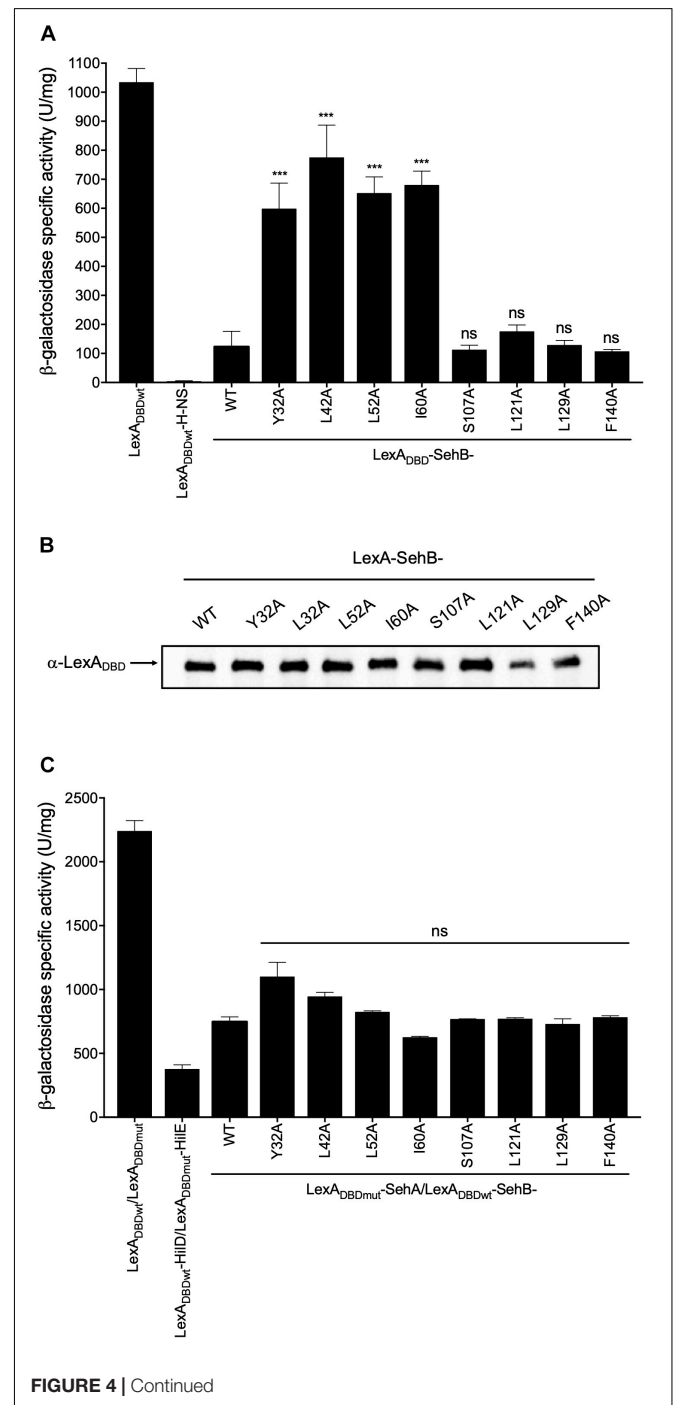 A
β-galactosidase specific activity (U/mg)
1100
1000
900
800
700
600
500
400
300
200
100
0
***
***
***
***
ns
ns
ns
ns
LexADBDwt
LexADBDwt-H-NS
WT
Y32A
L42A
L52A
I60A
S107A
L121A
L129A
F140A
LexADBD-SehB-
B
LexA-SehB-
WT
Y32A
L32A
L52A
I60A
S107A
L121A
L129A
F140A
α-LexADBD
C
β-galactosidase specific activity (U/mg)
2500
2000
1500
1000
500
0
ns
LexADBDwt/LexADBDmut
LexADBDwt-HilD/LexADBDmut-HilE
WT
Y32A
L42A
L52A
I60A
S107A
L121A
L129A
F140A
LexADBDmut-SehA/LexADBDwt-SehB-
FIGURE 4 | Continued